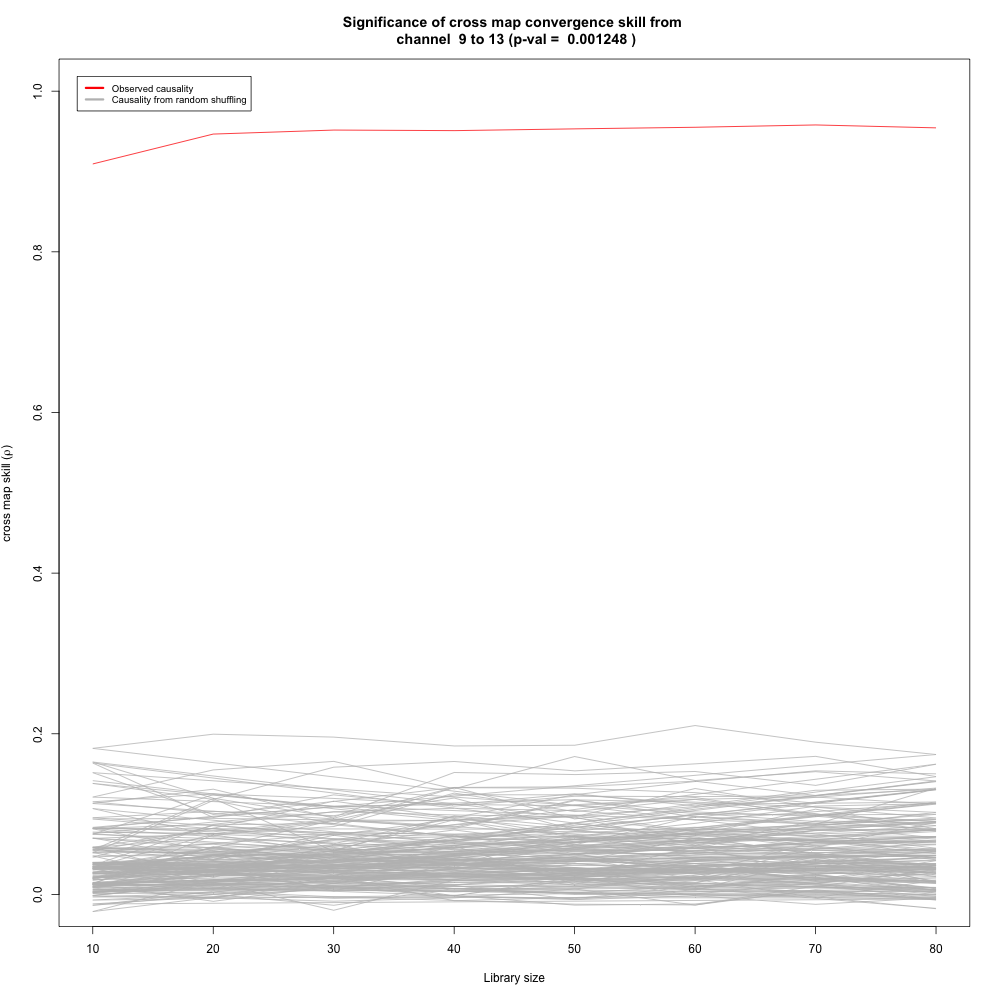 Significance of cross map convergence skill from
channel  9 to 13 (p-val =  0.001248 )
Observed causality
Causality from random shuffling
1.0
0.8
0.6
0.4
0.2
0.0
cross map skill (ρ)
10 20 30 40 50 60 70 80
Library size